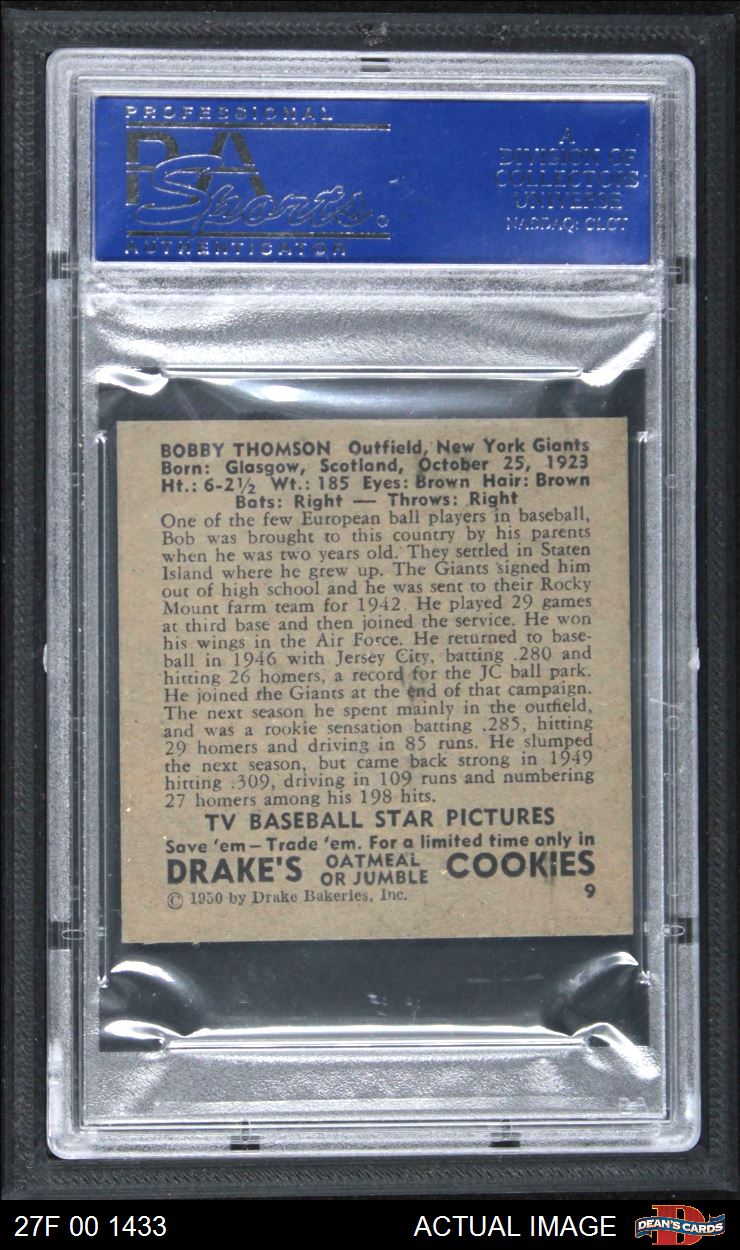 PROFESSIONAL
PSA
Sports
AUTHENTICATOR
A
DIVISION OF
COLLECTORS
UNIVERSE
NASDAQ: CLCT
BOBBY THOMSON Outfield, New York Giants
Born: Glasgow, Scotland, October 25, 1923
Ht.: 6-2½ Wt.: 185 Eyes: Brown Hair: Brown
Bats: Right — Throws: Right
One of the few European ball players in baseball,
Bob was brought to this country by his parents
when he was two years old. They settled in Staten
Island where he grew up. The Giants signed him
out of high school and he was sent to their Rocky
Mount farm team for 1942. He played 29 games
at third base and then joined the service. He won
his wings in the Air Force. He returned to base-
ball in 1946 with Jersey City, batting .280 and
hitting 26 homers, a record for the JC ball park.
He joined the Giants at the end of that campaign.
The next season he spent mainly in the outfield,
and was a rookie sensation batting .285, hitting
29 homers and driving in 85 runs. He slumped
the next season, but came back strong in 1949
hitting .309, driving in 109 runs and numbering
27 homers among his 198 hits.
TV BASEBALL STAR PICTURES
Save 'em—Trade 'em. For a limited time only in
DRAKE'S OATMEAL OR JUMBLE COOKIES
© 1950 by Drake Bakeries, Inc. 9
27F 00 1433 ACTUAL IMAGE DEAN'S CARDS